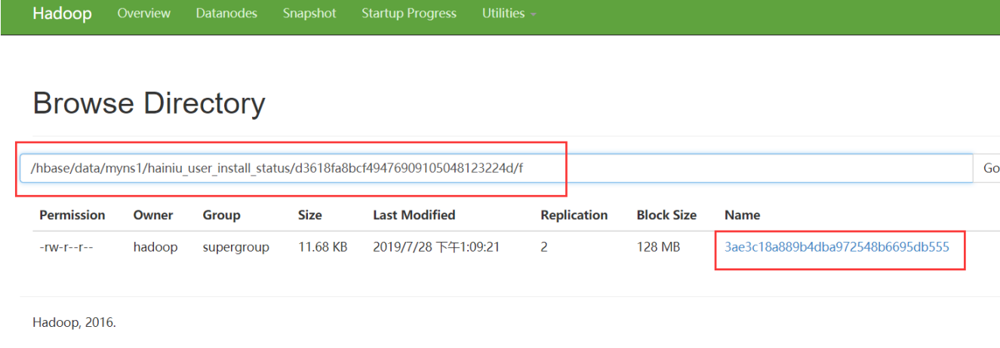 Hadoop Overview Datanodes Snapshot Startup Progress Utilities
Browse Directory
/hbase/data/myns1/hainiu_user_install_status/d3618fa8bcf49476909105048123224d/f Go
Permission Owner Group Size Last Modified Replication Block Size Name
-rw-r--r-- hadoop supergroup 11.68 KB 2019/7/28 下午1:09:21 2 128 MB 3ae3c18a889b4dba972548b6695db555
Hadoop, 2016.